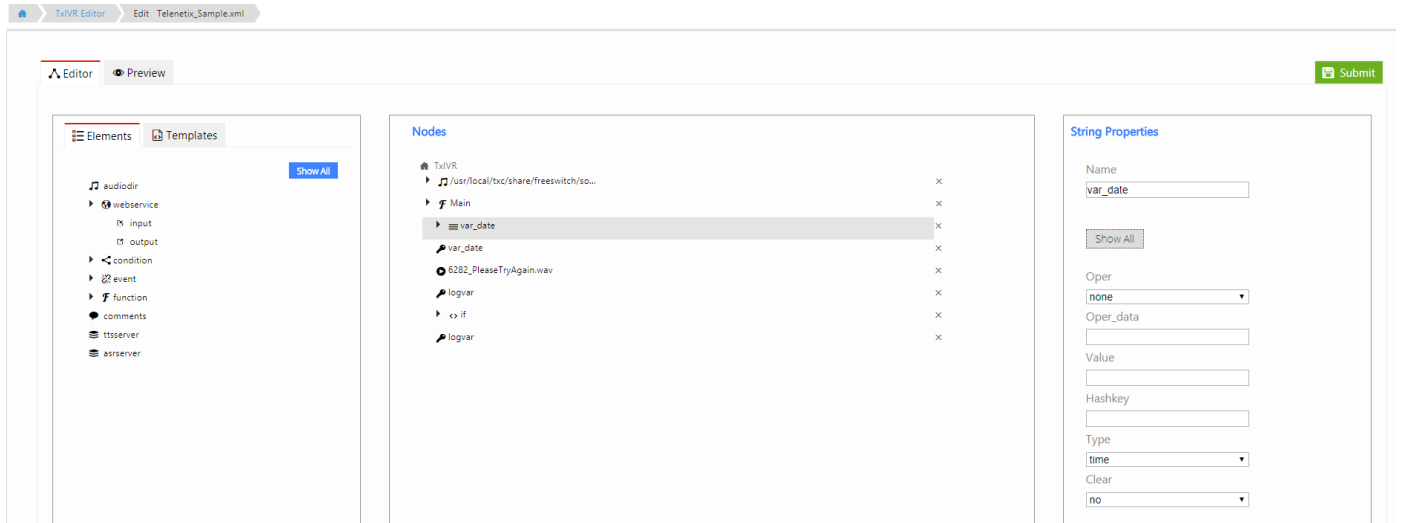 TxIVR Editor Edit Telenetix_Sample.xml
Editor Preview
Submit
Elements Templates
Show All
audiodir
webservice
input
output
condition
event
function
comments
ttsserver
asrserver
Nodes
TxIVR
/usr/local/txc/share/freeswitch/so...
Main
var_date
var_date
6282_PleaseTryAgain.wav
logvar
if
logvar
String Properties
Name
var_date
Show All
Oper
none
Oper_data
Value
Hashkey
Type
time
Clear
no